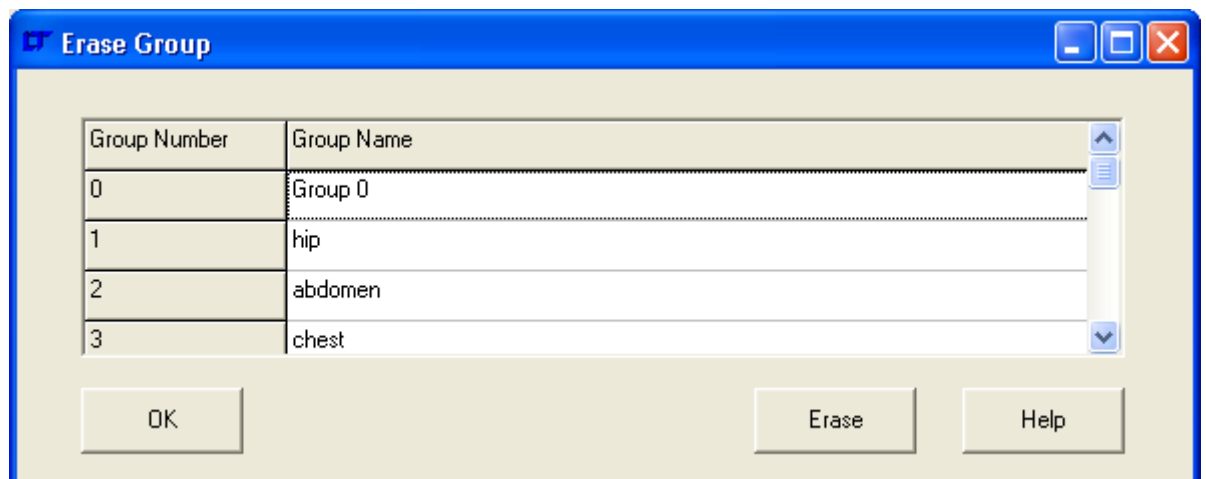 Erase Group
Group Number Group Name
0 Group 0
1 hip
2 abdomen
3 chest
OK Erase Help